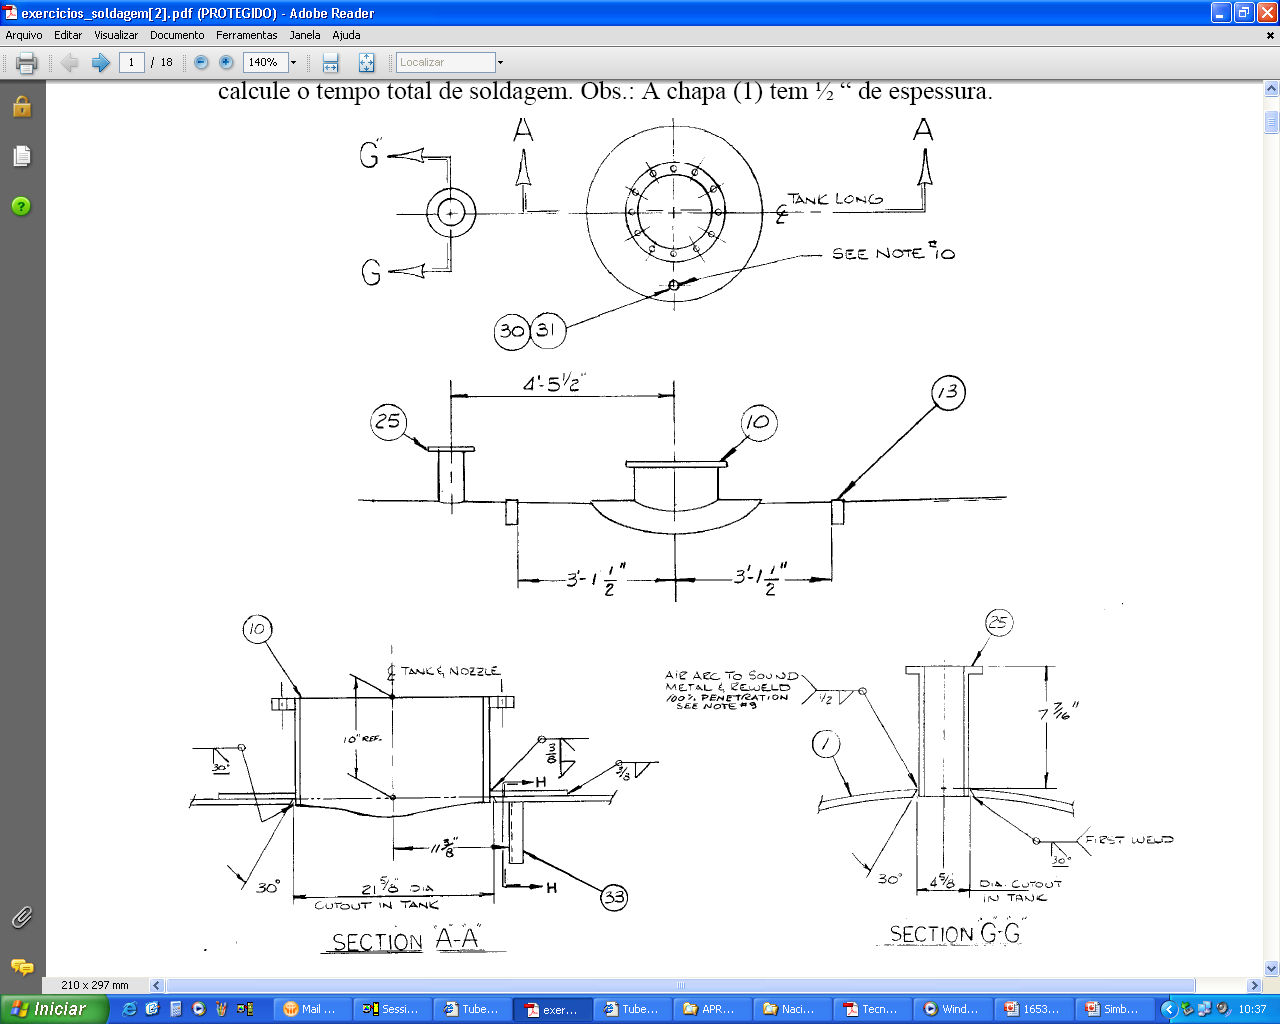 exercicios_soldagem[2].pdf (PROTEGIDO) - Adobe Reader
Arquivo Editar Visualizar Documento Ferramentas Janela Ajuda
1 / 18 140% Localizar
calcule o tempo total de soldagem. Obs.: A chapa (1) tem ½ “ de espessura.
A A
G"
TANK LONG
G
SEE NOTE #10
30 31
4'-5 1/2"
25 10 13
3'-1 1/2" 3'-1 1/2"
10
℄ TANK & NOZZLE
10" REF.
30°
3/8
3/8
H
11 3/8"
30°
21 5/8" DIA
CUTOUT IN TANK
H
33
SECTION "A"-"A"
25
AIR ARC TO SOUND
METAL & REWELD
100% PENETRATION
SEE NOTE #9
1/2
7 7/16"
1
FIRST WELD
30°
30°
4 5/8
DIA. CUTOUT
IN TANK
SECTION "G"-"G"
210 x 297 mm
Iniciar Mail ... Sessi... Tube... exer... Tube... APR... Naci... Tecn... Wind... 1653... Simb... 10:37